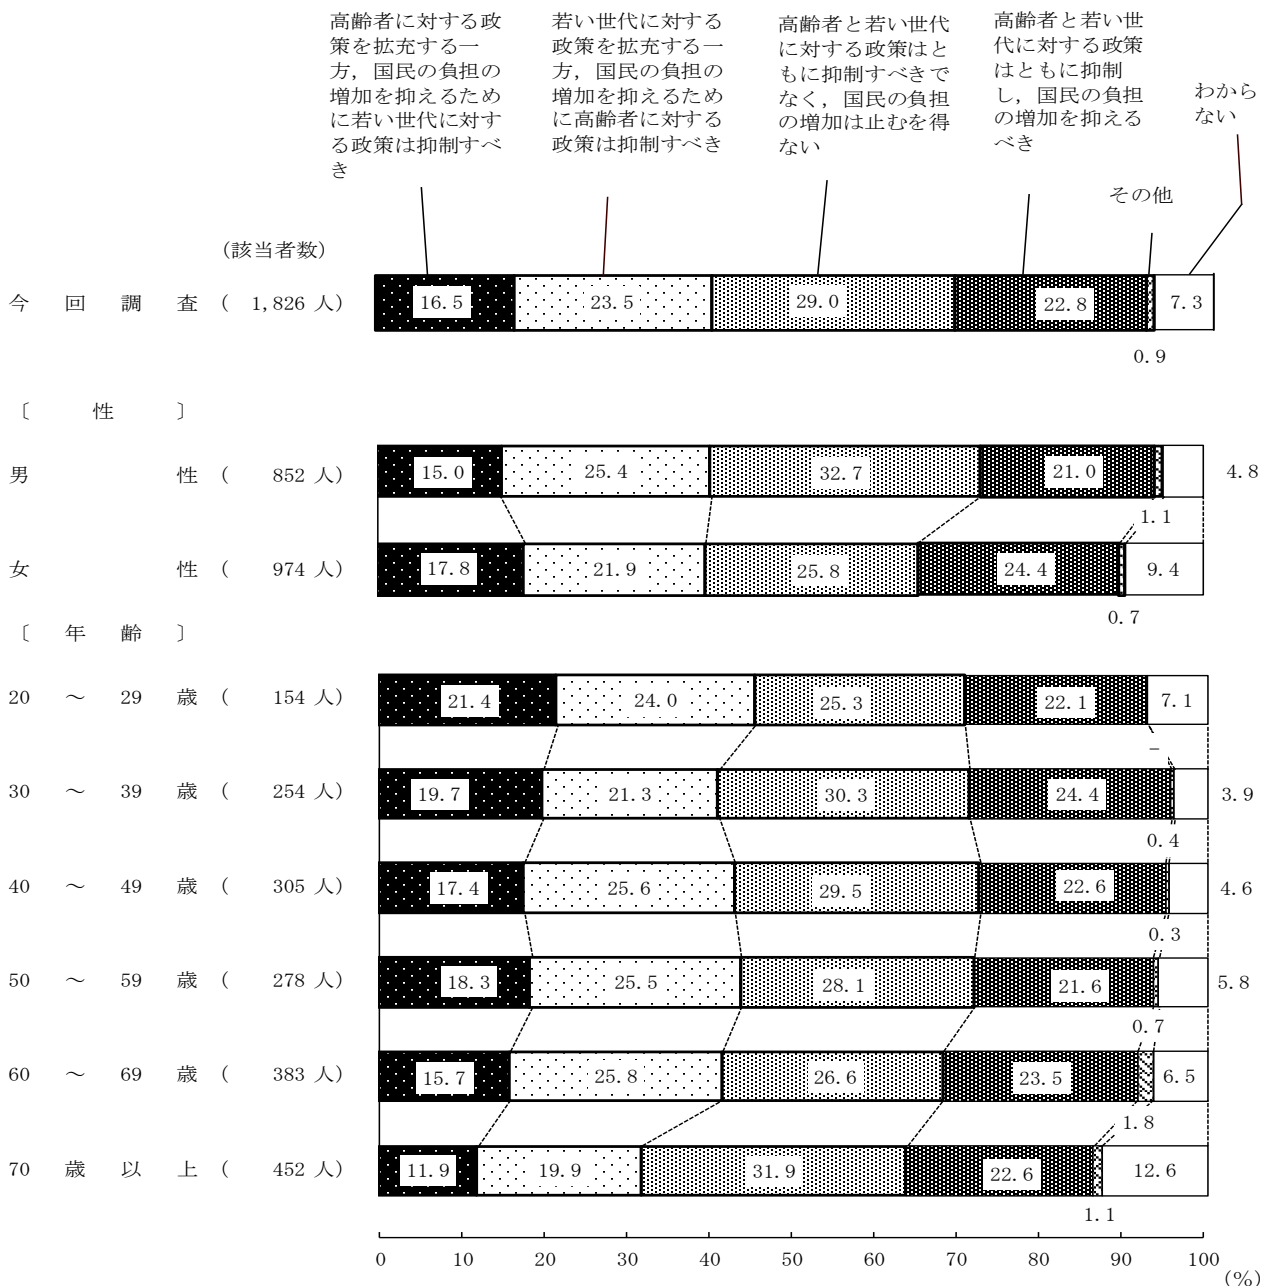 高齢者に対する政
策を拡充する一
方，国民の負担の
増加を抑えるため
に若い世代に対す
る政策は抑制すべ
き
若い世代に対する
政策を拡充する一
方，国民の負担の
増加を抑えるため
に高齢者に対する
政策は抑制すべき
高齢者と若い世代
に対する政策はと
もに抑制すべきで
なく，国民の負担
の増加は止むを得
ない
高齢者と若い世
代に対する政策
はともに抑制
し，国民の負担
の増加を抑える
べき
その他
わから
ない
(該当者数)
今回調査 ( 1,826 人) 16.5 23.5 29.0 22.8 7.3
0.9
〔 性 〕
男性 ( 852 人) 15.0 25.4 32.7 21.0 4.8
1.1
女性 ( 974 人) 17.8 21.9 25.8 24.4 9.4
0.7
〔 年齢 〕
20 ～ 29 歳 ( 154 人) 21.4 24.0 25.3 22.1 7.1
－
30 ～ 39 歳 ( 254 人) 19.7 21.3 30.3 24.4 3.9
0.4
40 ～ 49 歳 ( 305 人) 17.4 25.6 29.5 22.6 4.6
0.3
50 ～ 59 歳 ( 278 人) 18.3 25.5 28.1 21.6 5.8
0.7
60 ～ 69 歳 ( 383 人) 15.7 25.8 26.6 23.5 6.5
1.8
70 歳以上 ( 452 人) 11.9 19.9 31.9 22.6 12.6
1.1
0 10 20 30 40 50 60 70 80 90 100
(%)